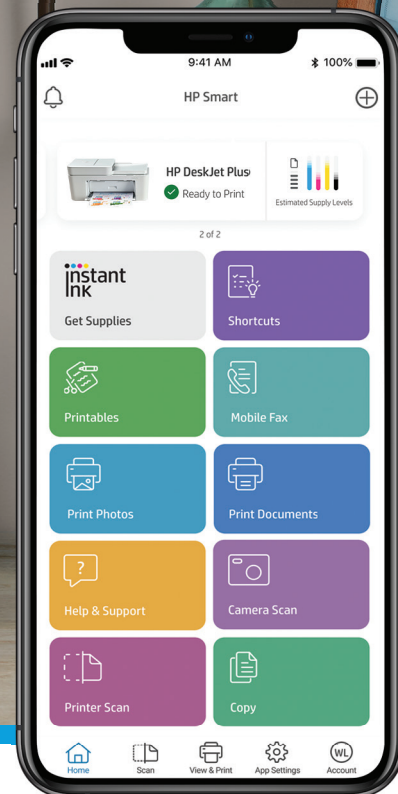 9:41 AM
100%
HP Smart
HP DeskJet Plus
Ready to Print
Estimated Supply Levels
2 of 2
instant
ink
Get Supplies
Shortcuts
Printables
Mobile Fax
Print Photos
Print Documents
?
Help & Support
Camera Scan
Printer Scan
Copy
Home
Scan
View & Print
App Settings
WL
Account